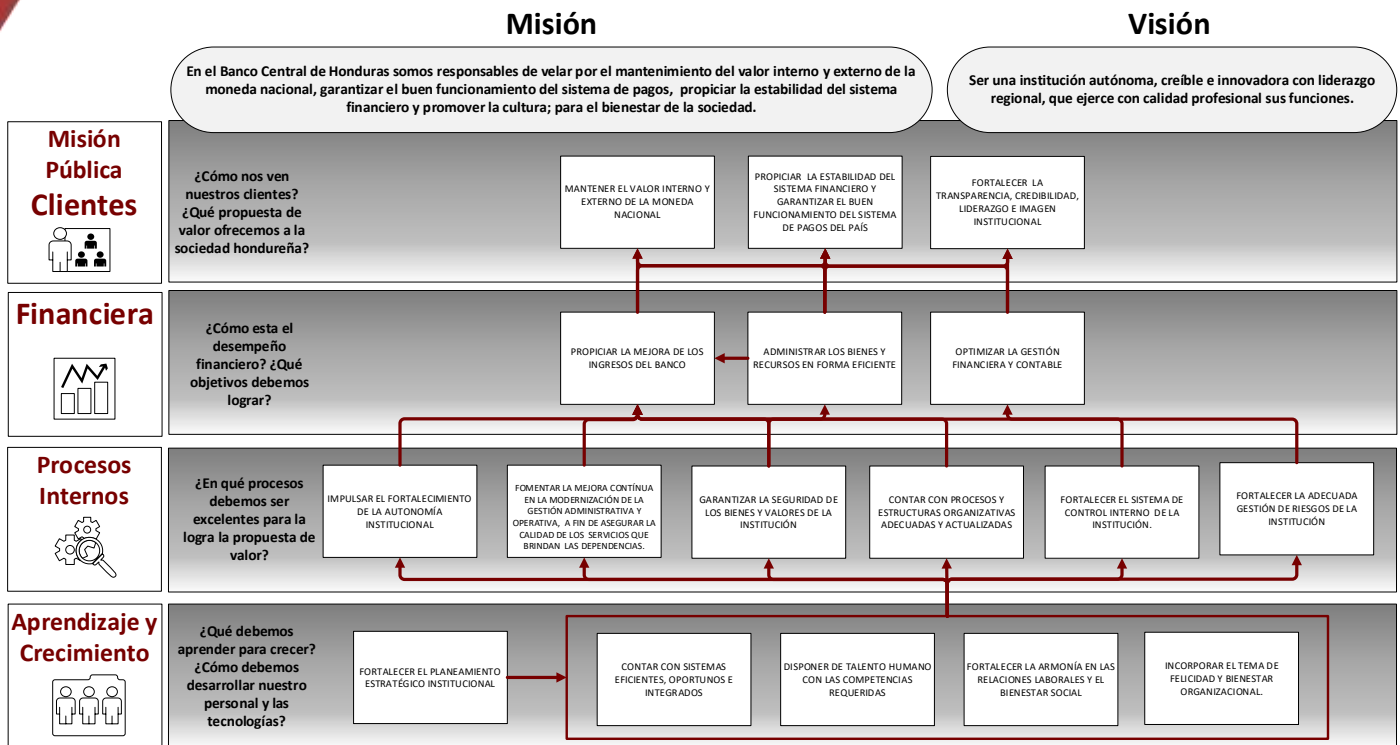 Misión
Visión
En el Banco Central de Honduras somos responsables de velar por el mantenimiento del valor interno y externo de la
moneda nacional, garantizar el buen funcionamiento del sistema de pagos, propiciar la estabilidad del sistema
financiero y promover la cultura; para el bienestar de la sociedad.
Ser una institución autónoma, creíble e innovadora con liderazgo
regional, que ejerce con calidad profesional sus funciones.
Misión
Pública
Clientes
¿Cómo nos ven
nuestros clientes?
¿Qué propuesta de
valor ofrecemos a la
sociedad hondureña?
MANTENER EL VALOR INTERNO Y
EXTERNO DE LA MONEDA
NACIONAL
PROPICIAR LA ESTABILIDAD DEL
SISTEMA FINANCIERO Y
GARANTIZAR EL BUEN
FUNCIONAMIENTO DEL SISTEMA
DE PAGOS DEL PAÍS
FORTALECER LA
TRANSPARENCIA, CREDIBILIDAD,
LIDERAZGO E IMAGEN
INSTITUCIONAL
Financiera
¿Cómo esta el
desempeño
financiero? ¿Qué
objetivos debemos
lograr?
PROPICIAR LA MEJORA DE LOS
INGRESOS DEL BANCO
ADMINISTRAR LOS BIENES Y
RECURSOS EN FORMA EFICIENTE
OPTIMIZAR LA GESTIÓN
FINANCIERA Y CONTABLE
Procesos
Internos
¿En qué procesos
debemos ser
excelentes para la
logra la propuesta de
valor?
IMPULSAR EL FORTALECIMIENTO
DE LA AUTONOMÍA
INSTITUCIONAL
FOMENTAR LA MEJORA CONTÍNUA
EN LA MODERNIZACIÓN DE LA
GESTIÓN ADMINISTRATIVA Y
OPERATIVA, A FIN DE ASEGURAR LA
CALIDAD DE LOS SERVICIOS QUE
BRINDAN LAS DEPENDENCIAS.
GARANTIZAR LA SEGURIDAD DE
LOS BIENES Y VALORES DE LA
INSTITUCIÓN
CONTAR CON PROCESOS Y
ESTRUCTURAS ORGANIZATIVAS
ADECUADAS Y ACTUALIZADAS
FORTALECER EL SISTEMA DE
CONTROL INTERNO DE LA
INSTITUCIÓN.
FORTALECER LA ADECUADA
GESTIÓN DE RIESGOS DE LA
INSTITUCIÓN
Aprendizaje y
Crecimiento
¿Qué debemos
aprender para crecer?
¿Cómo debemos
desarrollar nuestro
personal y las
tecnologías?
FORTALECER EL PLANEAMIENTO
ESTRATÉGICO INSTITUCIONAL
CONTAR CON SISTEMAS
EFICIENTES, OPORTUNOS E
INTEGRADOS
DISPONER DE TALENTO HUMANO
CON LAS COMPETENCIAS
REQUERIDAS
FORTALECER LA ARMONÍA EN LAS
RELACIONES LABORALES Y EL
BIENESTAR SOCIAL
INCORPORAR EL TEMA DE
FELICIDAD Y BIENESTAR
ORGANIZACIONAL.